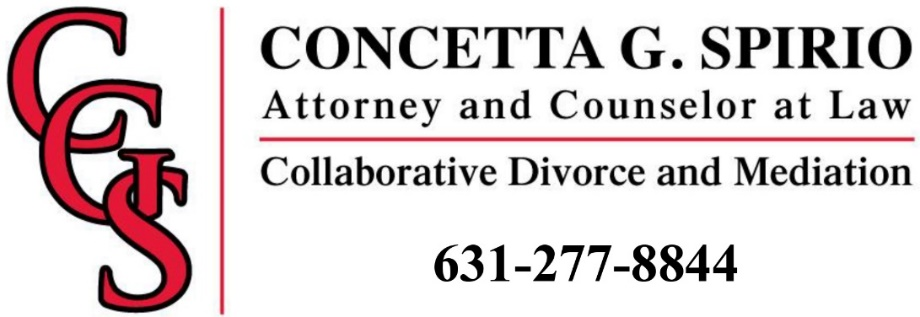 CGS
CONCETTA G. SPIRIO
Attorney and Counselor at Law
Collaborative Divorce and Mediation
631-277-8844